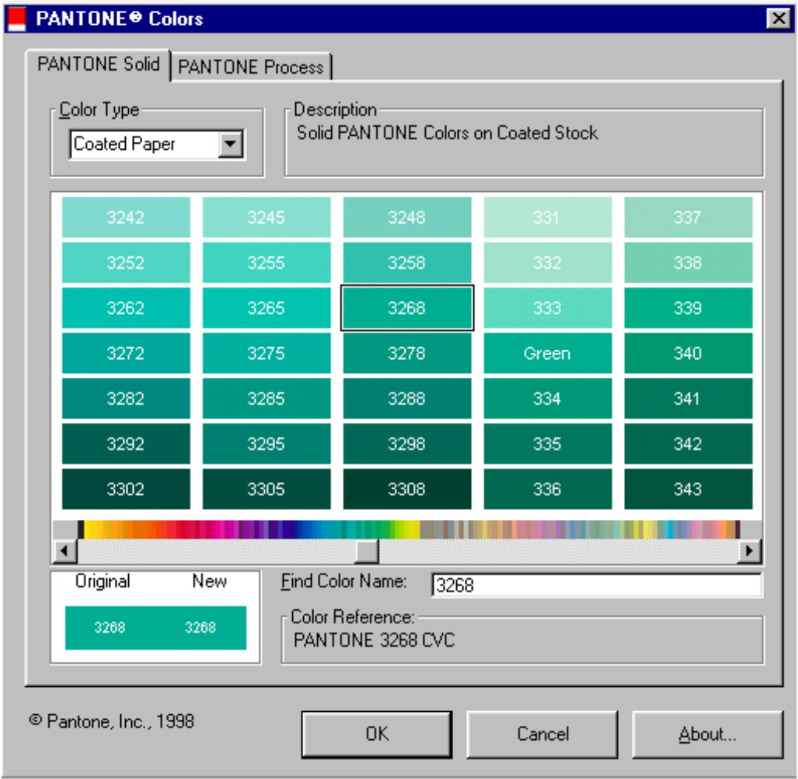 PANTONE® Colors
PANTONE Solid PANTONE Process
Color Type
Coated Paper
Description
Solid PANTONE Colors on Coated Stock
3242 3245 3248 331 337
3252 3255 3258 332 338
3262 3265 3268 333 339
3272 3275 3278 Green 340
3282 3285 3288 334 341
3292 3295 3298 335 342
3302 3305 3308 336 343
Original New
3268 3268
Find Color Name: 3268
Color Reference:
PANTONE 3268 CVC
© Pantone, Inc., 1998
OK Cancel About...